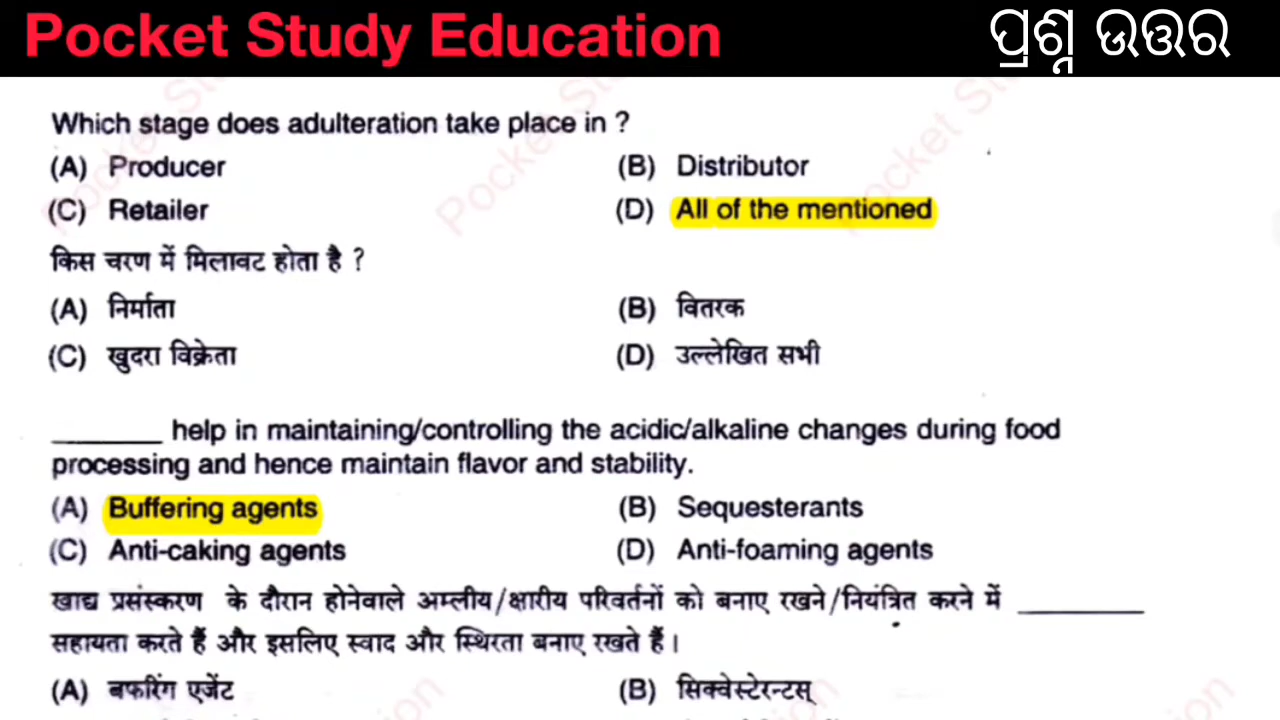 Pocket Study Education ପ୍ରଶ୍ନ ଉତ୍ତର
Which stage does adulteration take place in ?
(A) Producer (B) Distributor
(C) Retailer (D) All of the mentioned
किस चरण में मिलावट होता है ?
(A) निर्माता (B) वितरक
(C) खुदरा विक्रेता (D) उल्लेखित सभी
______ help in maintaining/controlling the acidic/alkaline changes during food
processing and hence maintain flavor and stability.
(A) Buffering agents (B) Sequesterants
(C) Anti-caking agents (D) Anti-foaming agents
खाद्य प्रसंस्करण के दौरान होनेवाले अम्लीय/क्षारीय परिवर्तनों को बनाए रखने/नियंत्रित करने में ______
सहायता करते हैं और इसलिए स्वाद और स्थिरता बनाए रखते हैं।
(A) बफरिंग एजेंट (B) सिक्वेस्टेरन्टस्